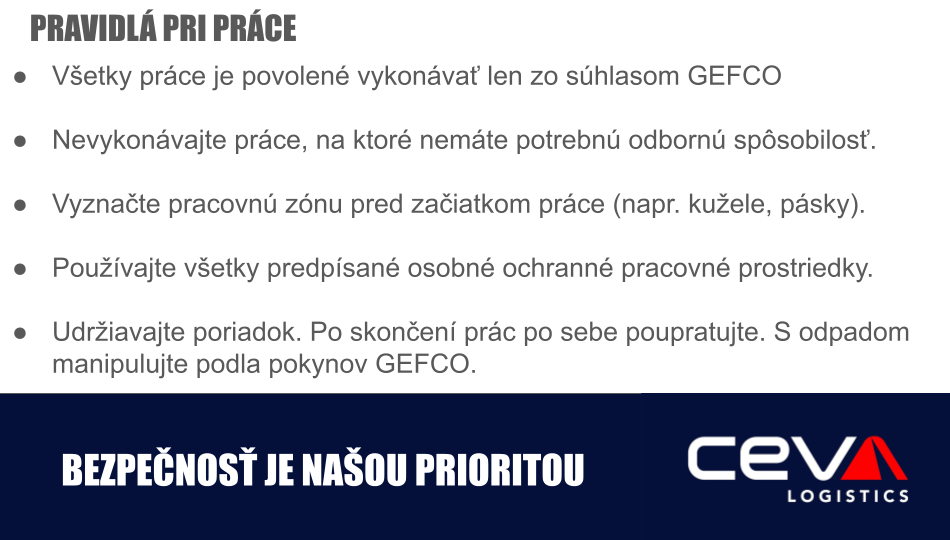 PRAVIDLÁ PRI PRÁCE
● Všetky práce je povolené vykonávať len zo súhlasom GEFCO
● Nevykonávajte práce, na ktoré nemáte potrebnú odbornú spôsobilosť.
● Vyznačte pracovnú zónu pred začiatkom práce (napr. kužele, pásky).
● Používajte všetky predpísané osobné ochranné pracovné prostriedky.
● Udržiavajte poriadok. Po skončení prác po sebe poupratujte. S odpadom
manipulujte podla pokynov GEFCO.
BEZPEČNOSŤ JE NAŠOU PRIORITOU
CEVA
LOGISTICS